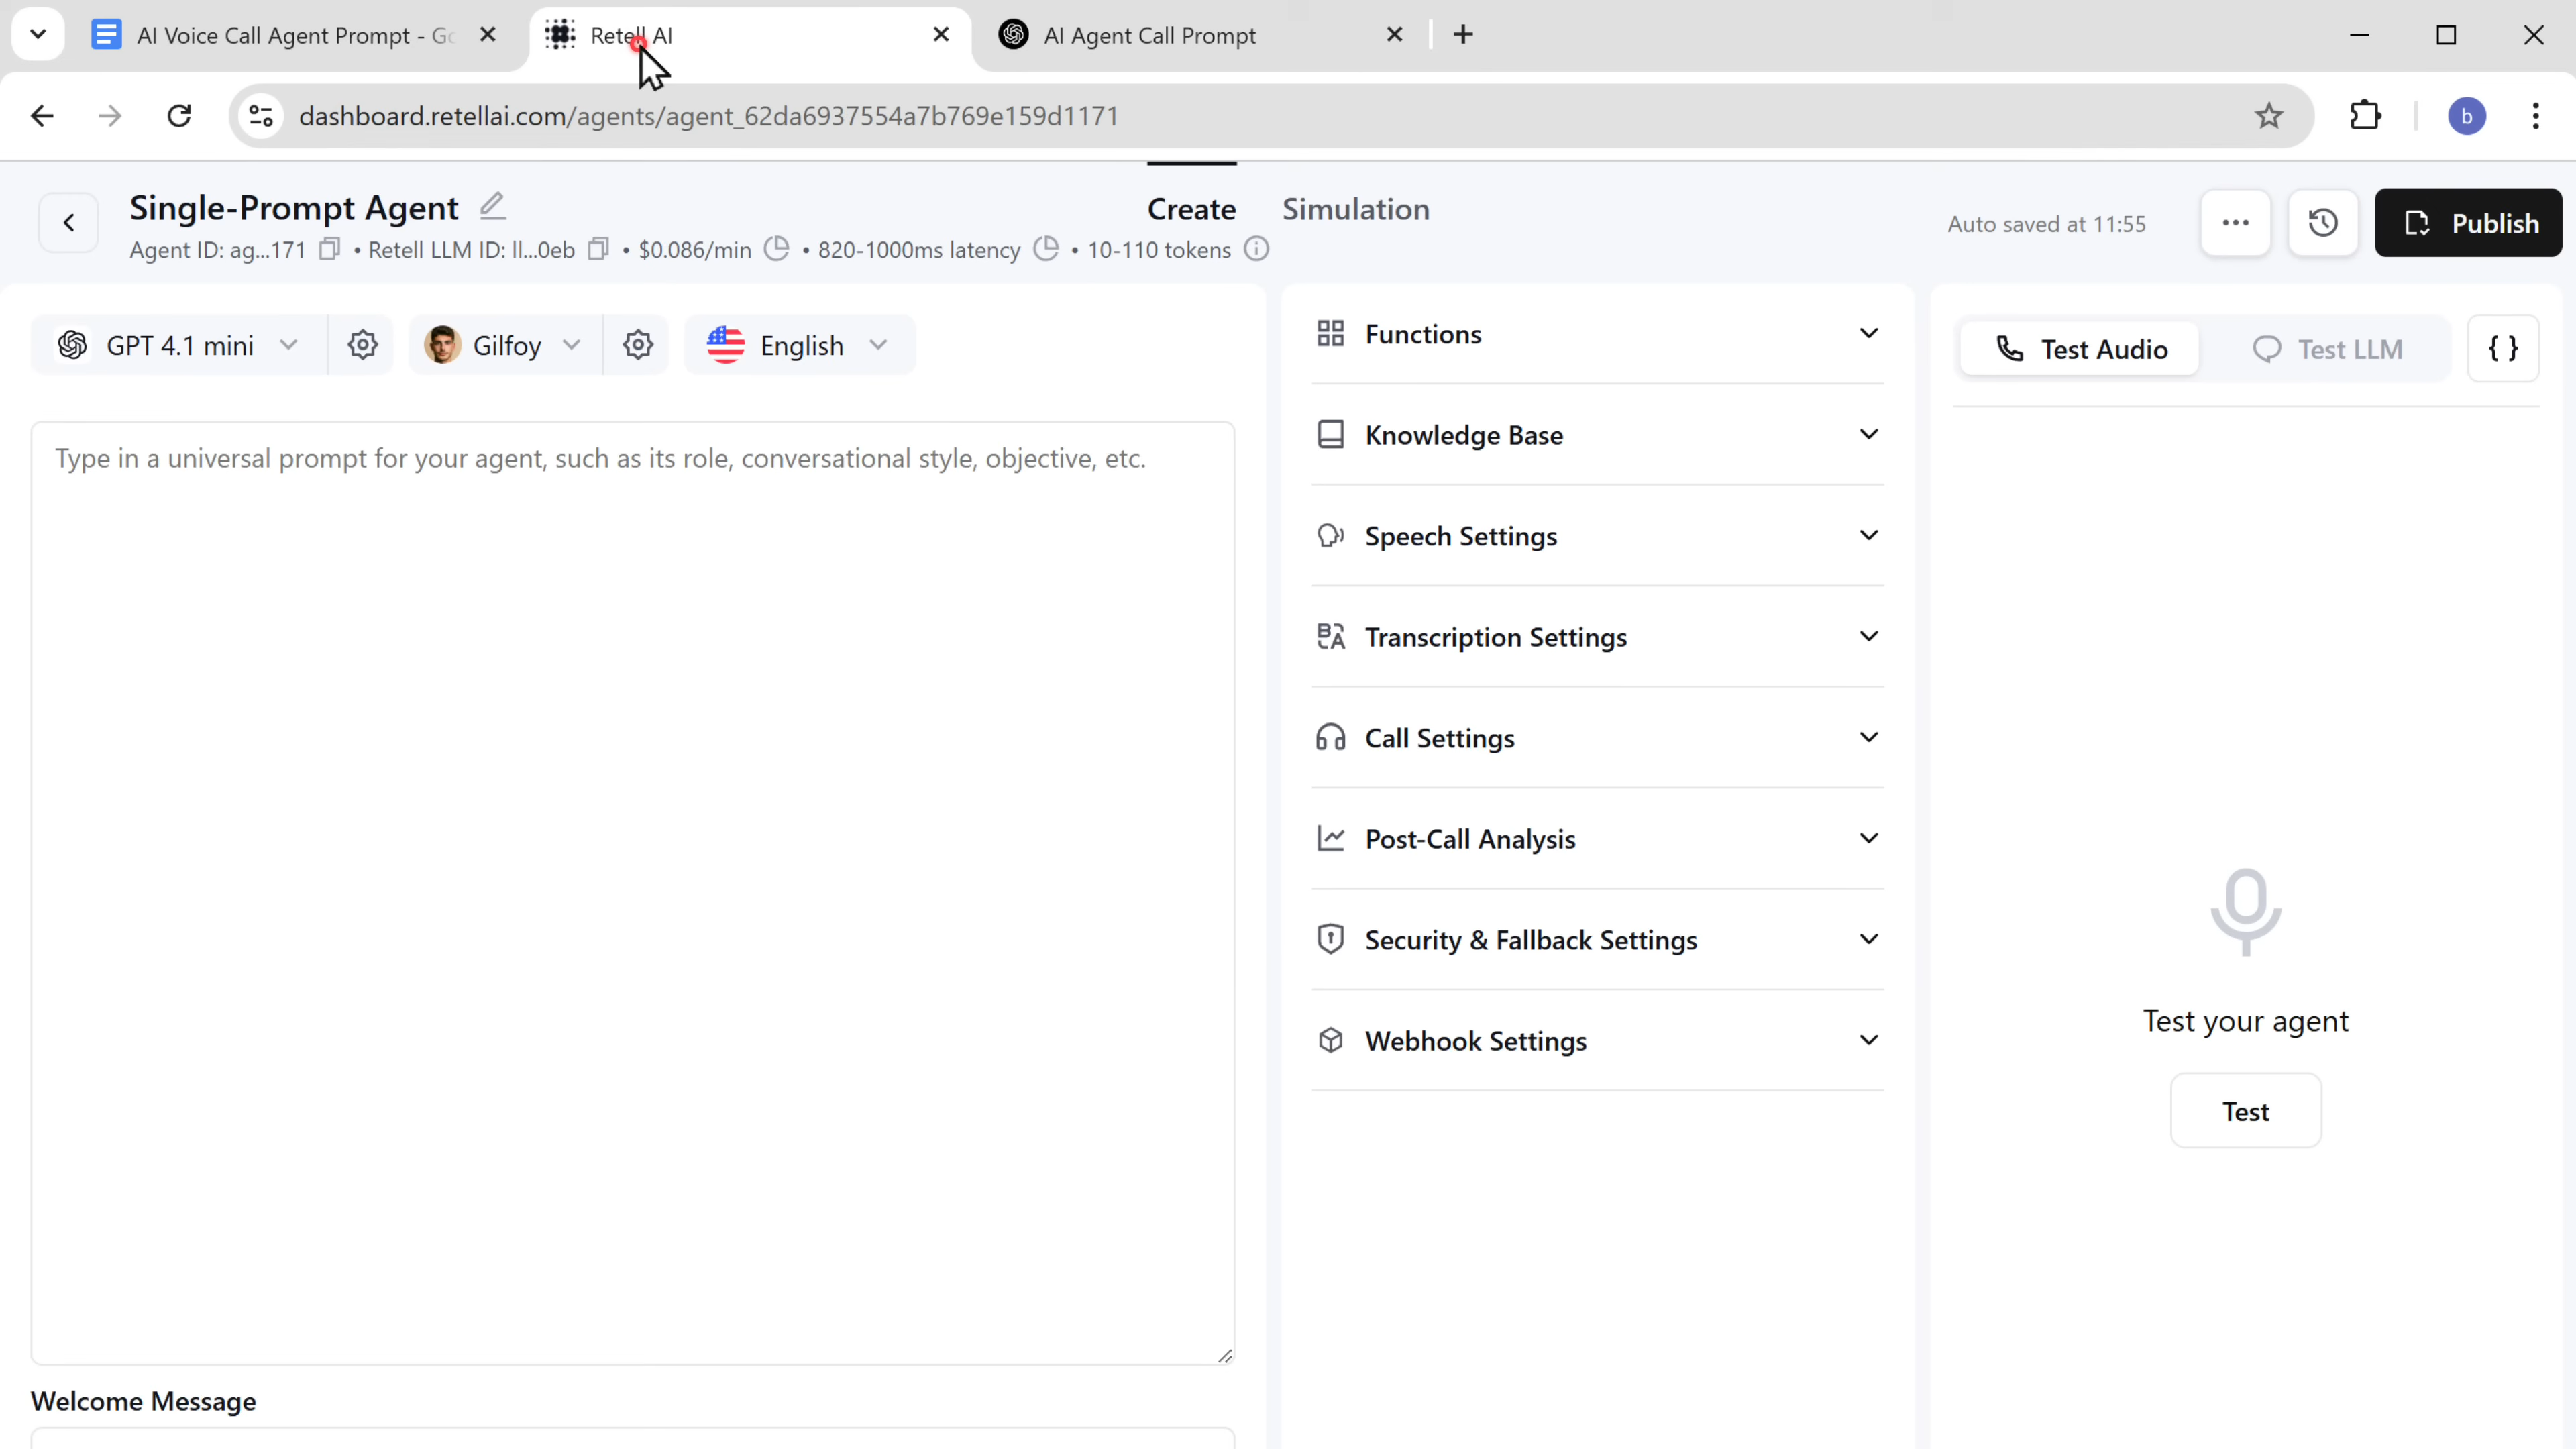 AI Voice Call Agent Prompt - Go
Retell AI
AI Agent Call Prompt
dashboard.retellai.com/agents/agent_62da6937554a7b769e159d1171
b
Single-Prompt Agent
Create
Simulation
Auto saved at 11:55
Publish
Agent ID: ag...171 • Retell LLM ID: ll...0eb • $0.086/min • 820-1000ms latency • 10-110 tokens
GPT 4.1 mini
Gilfoy
English
Type in a universal prompt for your agent, such as its role, conversational style, objective, etc.
Welcome Message
Functions
Knowledge Base
Speech Settings
Transcription Settings
Call Settings
Post-Call Analysis
Security & Fallback Settings
Webhook Settings
Test Audio
Test LLM
{ }
Test your agent
Test